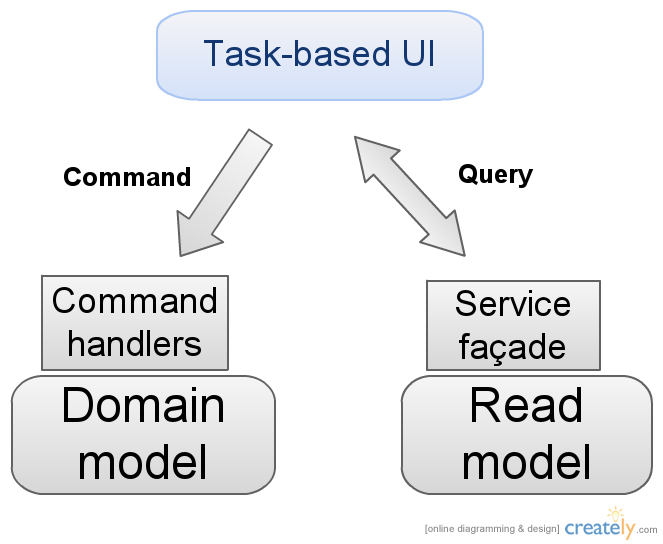 Task-based UI
Command
Query
Command
handlers
Service
façade
Domain
model
Read
model
[online diagramming & design] creately.com